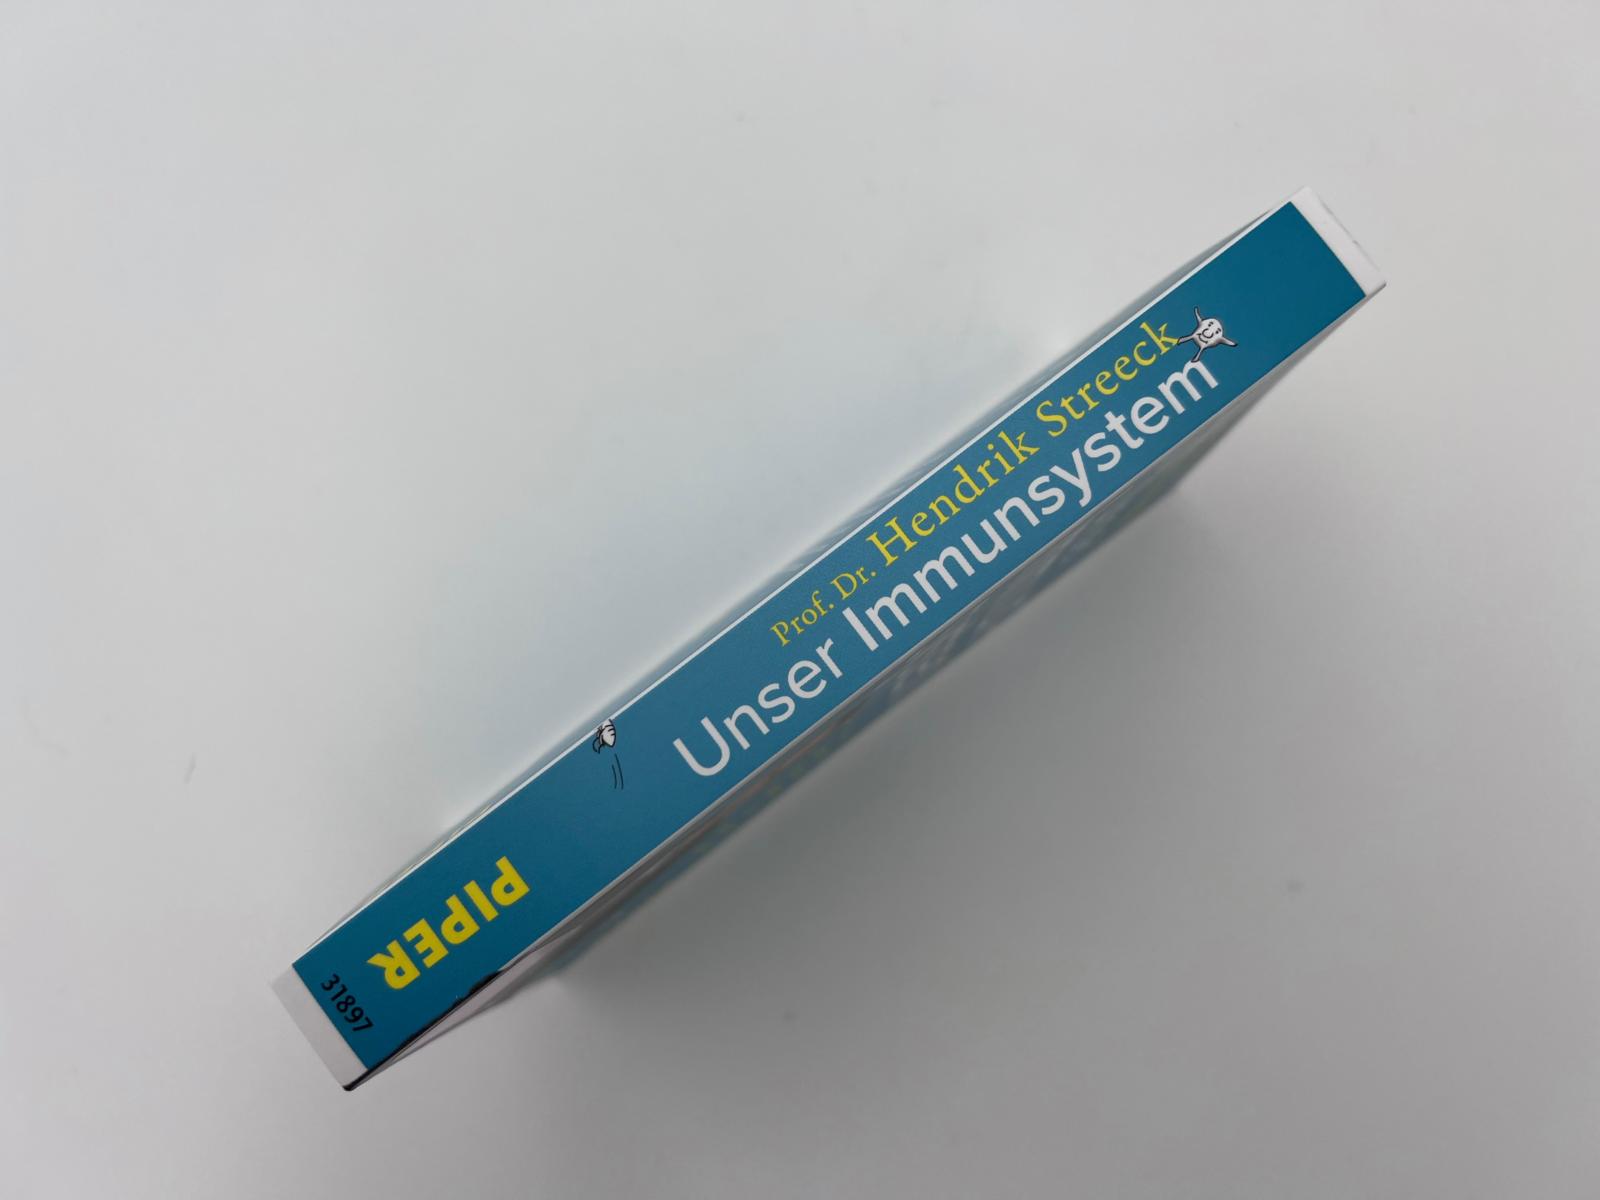 Prof. Dr. Hendrik Streeck
Unser Immunsystem
PIPER
31897